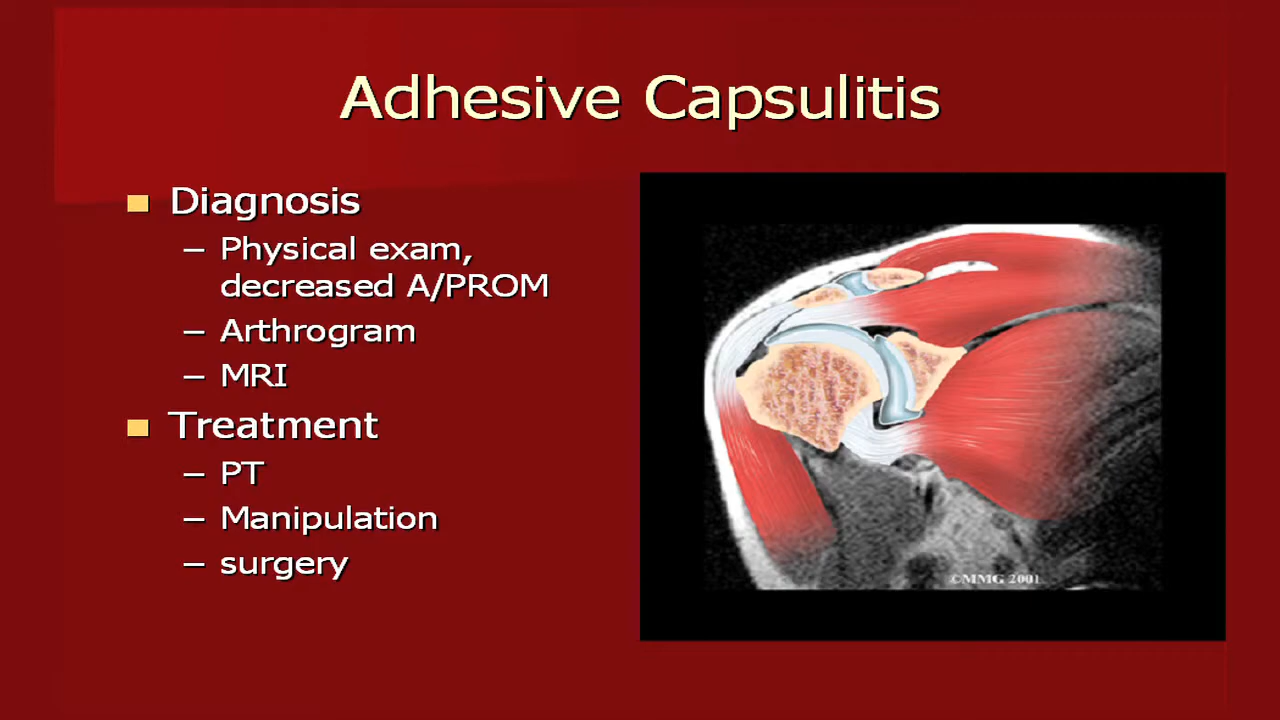 Adhesive Capsulitis
Diagnosis
– Physical exam,
decreased A/PROM
– Arthrogram
– MRI
Treatment
– PT
– Manipulation
– surgery
©MMG 2001